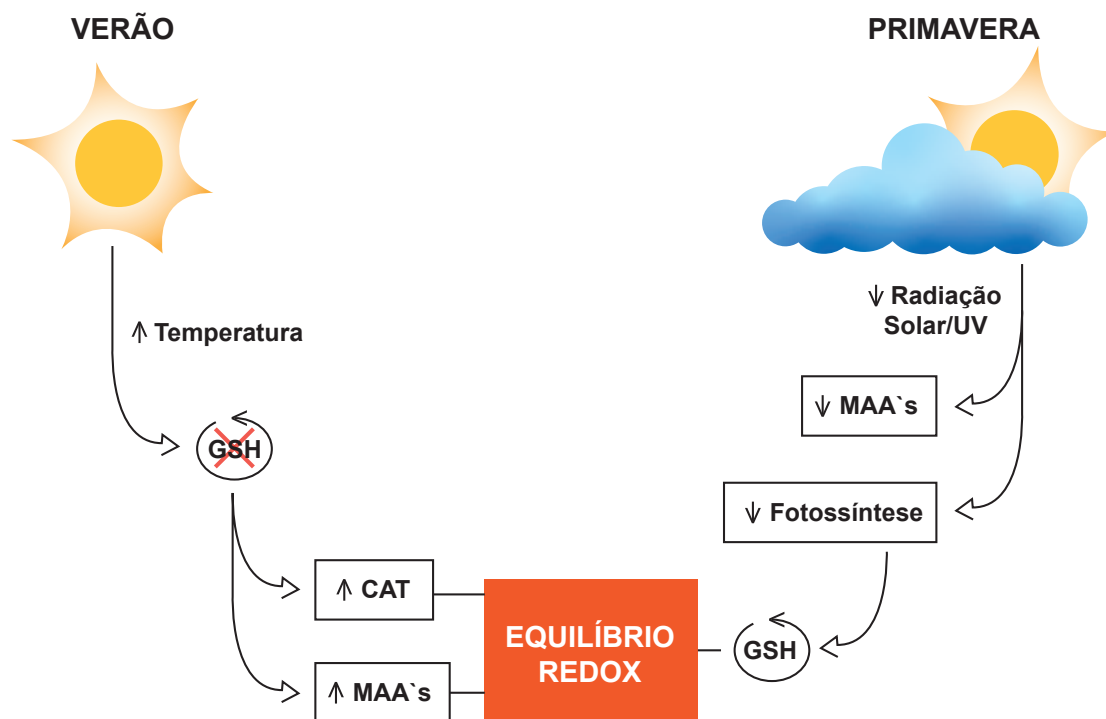 VERÃO
PRIMAVERA
↑ Temperatura
↓ Radiação
Solar/UV
↓ MAA`s
GSH
↓ Fotossíntese
↑ CAT
EQUILÍBRIO
REDOX
GSH
↑ MAA`s